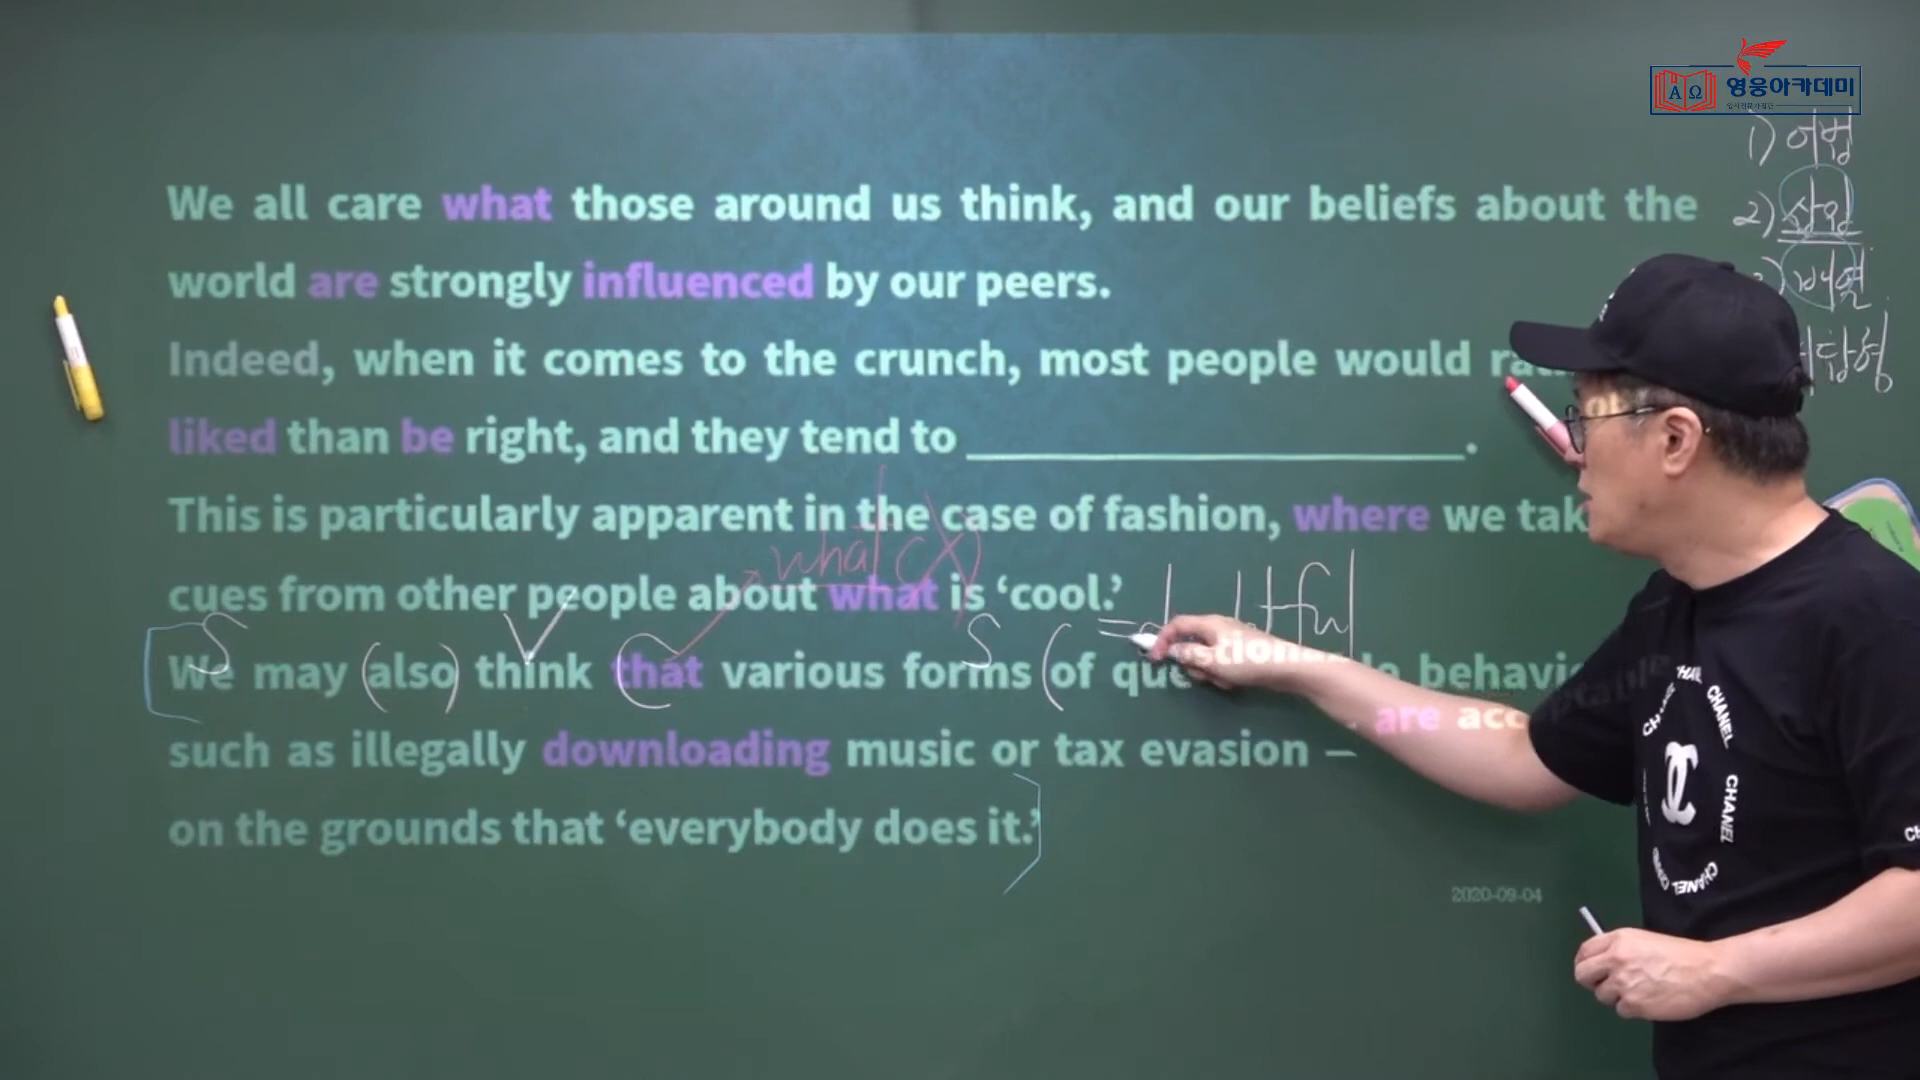 영웅아카데미
1) 어법
2) 삽입
We all care what those around us think, and our beliefs about the
world are strongly influenced by our peers.
Indeed, when it comes to the crunch, most people would
liked than be right, and they tend to ____________________.
This is particularly apparent in the case of fashion, where we tak
what (X)
cues from other people about what is ‘cool.’
S V S
We may (also) think (that various forms (of behavi
such as illegally downloading music or tax evasion – are acceptable
on the grounds that ‘everybody does it.’
2020-09-04
CHANEL
CHANEL
CHANEL
CHANEL
CHANEL